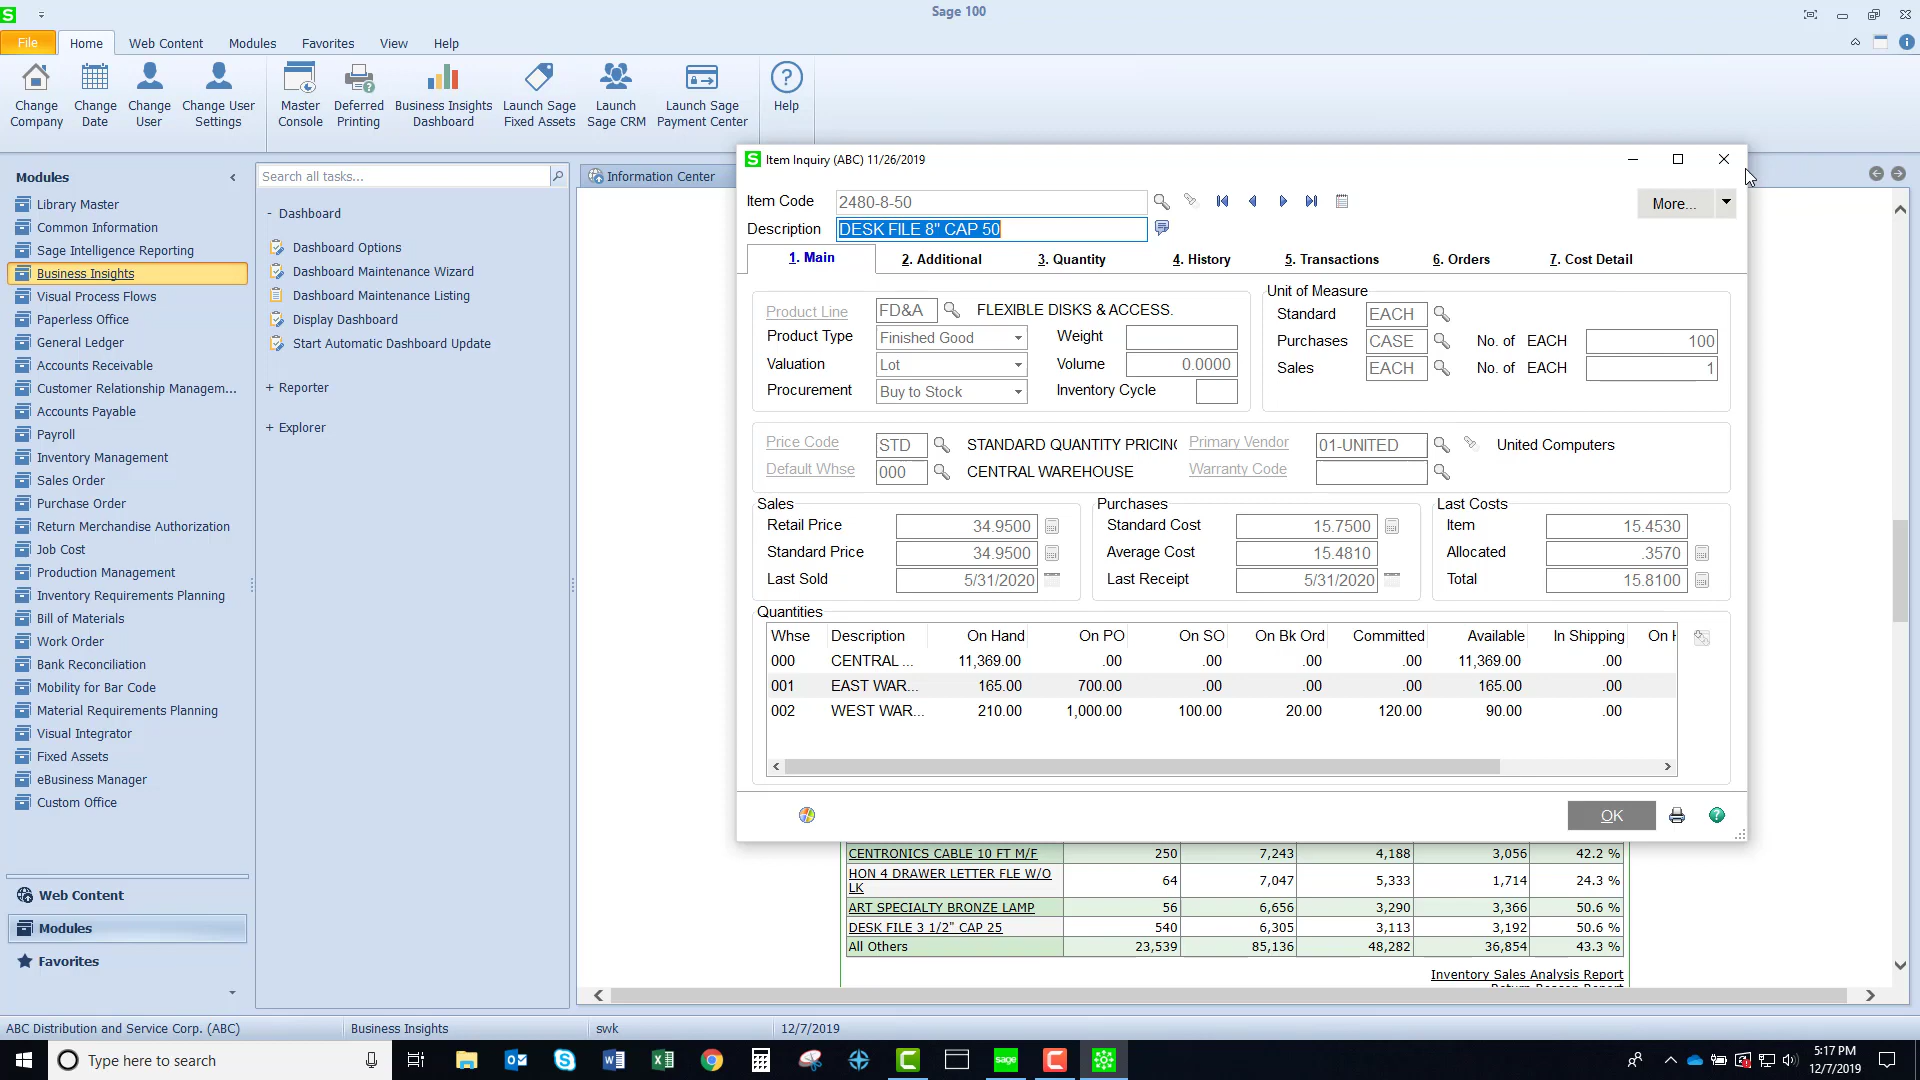 Sage 100
File Home Web Content Modules Favorites View Help
Change Company
Change Date
Change User
Change User Settings
Master Console
Deferred Printing
Business Insights Dashboard
Launch Sage Fixed Assets
Launch Sage CRM
Launch Sage Payment Center
Help
Modules
Library Master
Common Information
Sage Intelligence Reporting
Business Insights
Visual Process Flows
Paperless Office
General Ledger
Accounts Receivable
Customer Relationship Managem...
Accounts Payable
Payroll
Inventory Management
Sales Order
Purchase Order
Return Merchandise Authorization
Job Cost
Production Management
Inventory Requirements Planning
Bill of Materials
Work Order
Bank Reconciliation
Mobility for Bar Code
Material Requirements Planning
Visual Integrator
Fixed Assets
eBusiness Manager
Custom Office
Web Content
Modules
Favorites
Search all tasks...
- Dashboard
Dashboard Options
Dashboard Maintenance Wizard
Dashboard Maintenance Listing
Display Dashboard
Start Automatic Dashboard Update
+ Reporter
+ Explorer
Information Center
S Item Inquiry (ABC) 11/26/2019
Item Code 2480-8-50 More...
Description DESK FILE 8" CAP 50
1. Main 2. Additional 3. Quantity 4. History 5. Transactions 6. Orders 7. Cost Detail
Product Line FD&A FLEXIBLE DISKS & ACCESS.
Product Type Finished Good Weight
Valuation Lot Volume 0.0000
Procurement Buy to Stock Inventory Cycle
Unit of Measure
Standard EACH
Purchases CASE No. of EACH 100
Sales EACH No. of EACH 1
Price Code STD STANDARD QUANTITY PRICING Primary Vendor 01-UNITED United Computers
Default Whse 000 CENTRAL WAREHOUSE Warranty Code
Sales
Retail Price 34.9500
Standard Price 34.9500
Last Sold 5/31/2020
Purchases
Standard Cost 15.7500
Average Cost 15.4810
Last Receipt 5/31/2020
Last Costs
Item 15.4530
Allocated .3570
Total 15.8100
Quantities
Whse Description On Hand On PO On SO On Bk Ord Committed Available In Shipping On
000 CENTRAL ... 11,369.00 .00 .00 .00 .00 11,369.00 .00
001 EAST WAR... 165.00 700.00 .00 .00 .00 165.00 .00
002 WEST WAR... 210.00 1,000.00 100.00 20.00 120.00 90.00 .00
OK
CENTRONICS CABLE 10 FT M/F 250 7,243 4,188 3,056 42.2 %
HON 4 DRAWER LETTER FLE W/O LK 64 7,047 5,333 1,714 24.3 %
ART SPECIALTY BRONZE LAMP 56 6,656 3,290 3,366 50.6 %
DESK FILE 3 1/2" CAP 25 540 6,305 3,113 3,192 50.6 %
All Others 23,539 85,136 48,282 36,854 43.3 %
Inventory Sales Analysis Report
Return Reason Report
ABC Distribution and Service Corp. (ABC) Business Insights swk 12/7/2019
Type here to search
sage
5:17 PM
12/7/2019